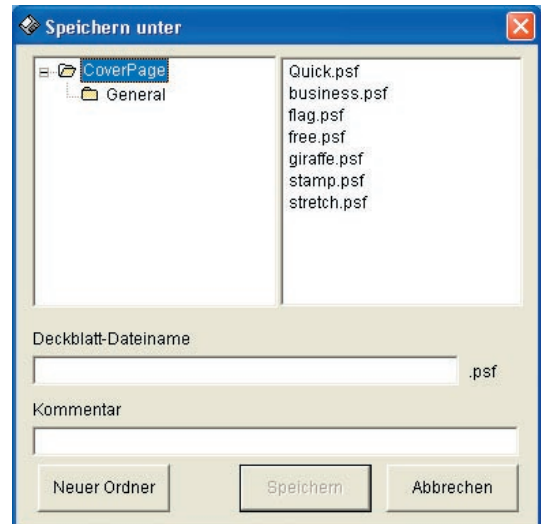 Speichern unter
CoverPage
General
Quick.psf
business.psf
flag.psf
free.psf
giraffe.psf
stamp.psf
stretch.psf
Deckblatt-Dateiname
.psf
Kommentar
Neuer Ordner
Speichern
Abbrechen